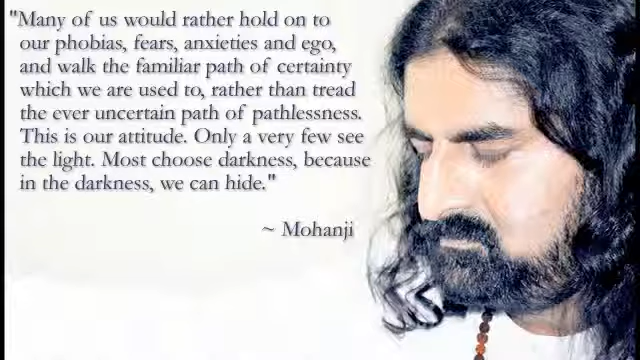 "Many of us would rather hold on to
our phobias, fears, anxieties and ego,
and walk the familiar path of certainty
which we are used to, rather than tread
the ever uncertain path of pathlessness.
This is our attitude. Only a very few see
the light. Most choose darkness, because
in the darkness, we can hide."
~ Mohanji